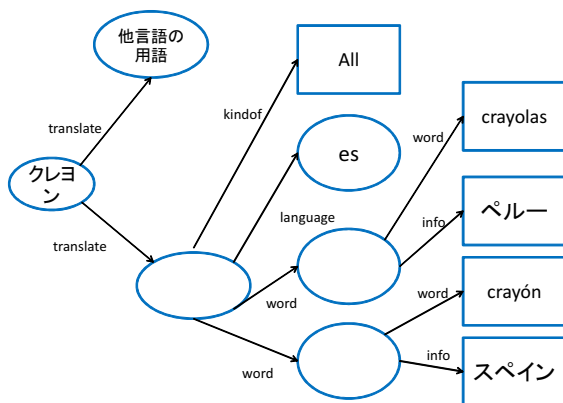 他言語の
用語
All
kindof
translate
crayolas
word
es
クレヨ
ン
language
ペルー
info
translate
word
word
crayón
info
word
スペイン